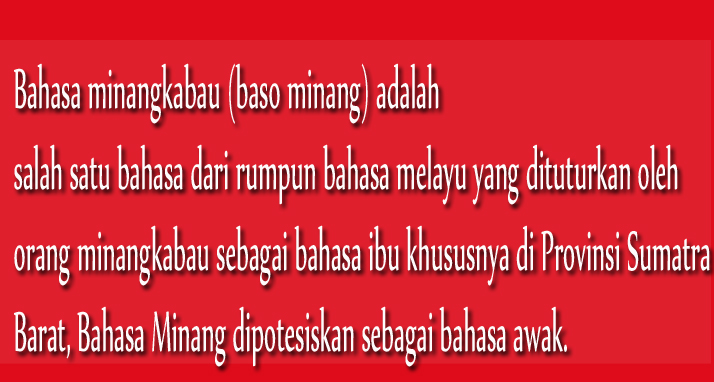 Bahasa minangkabau (baso minang) adalah
salah satu bahasa dari rumpun bahasa melayu yang dituturkan oleh
orang minangkabau sebagai bahasa ibu khususnya di Provinsi Sumatra
Barat, Bahasa Minang dipotesiskan sebagai bahasa awak.